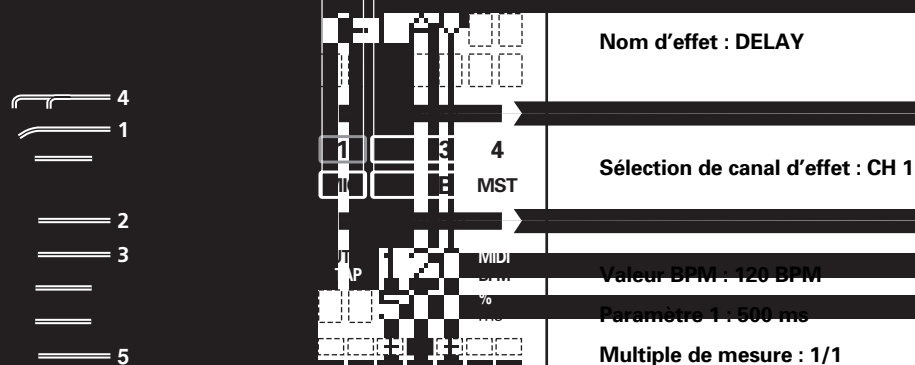 Nom d'effet : DELAY
4
1
3 4
Sélection de canal d'effet : CH 1
MST
2
3
MIDI
TAP
Valeur BPM : 120 BPM
%
Paramètre 1 : 500 ms
5
Multiple de mesure : 1/1